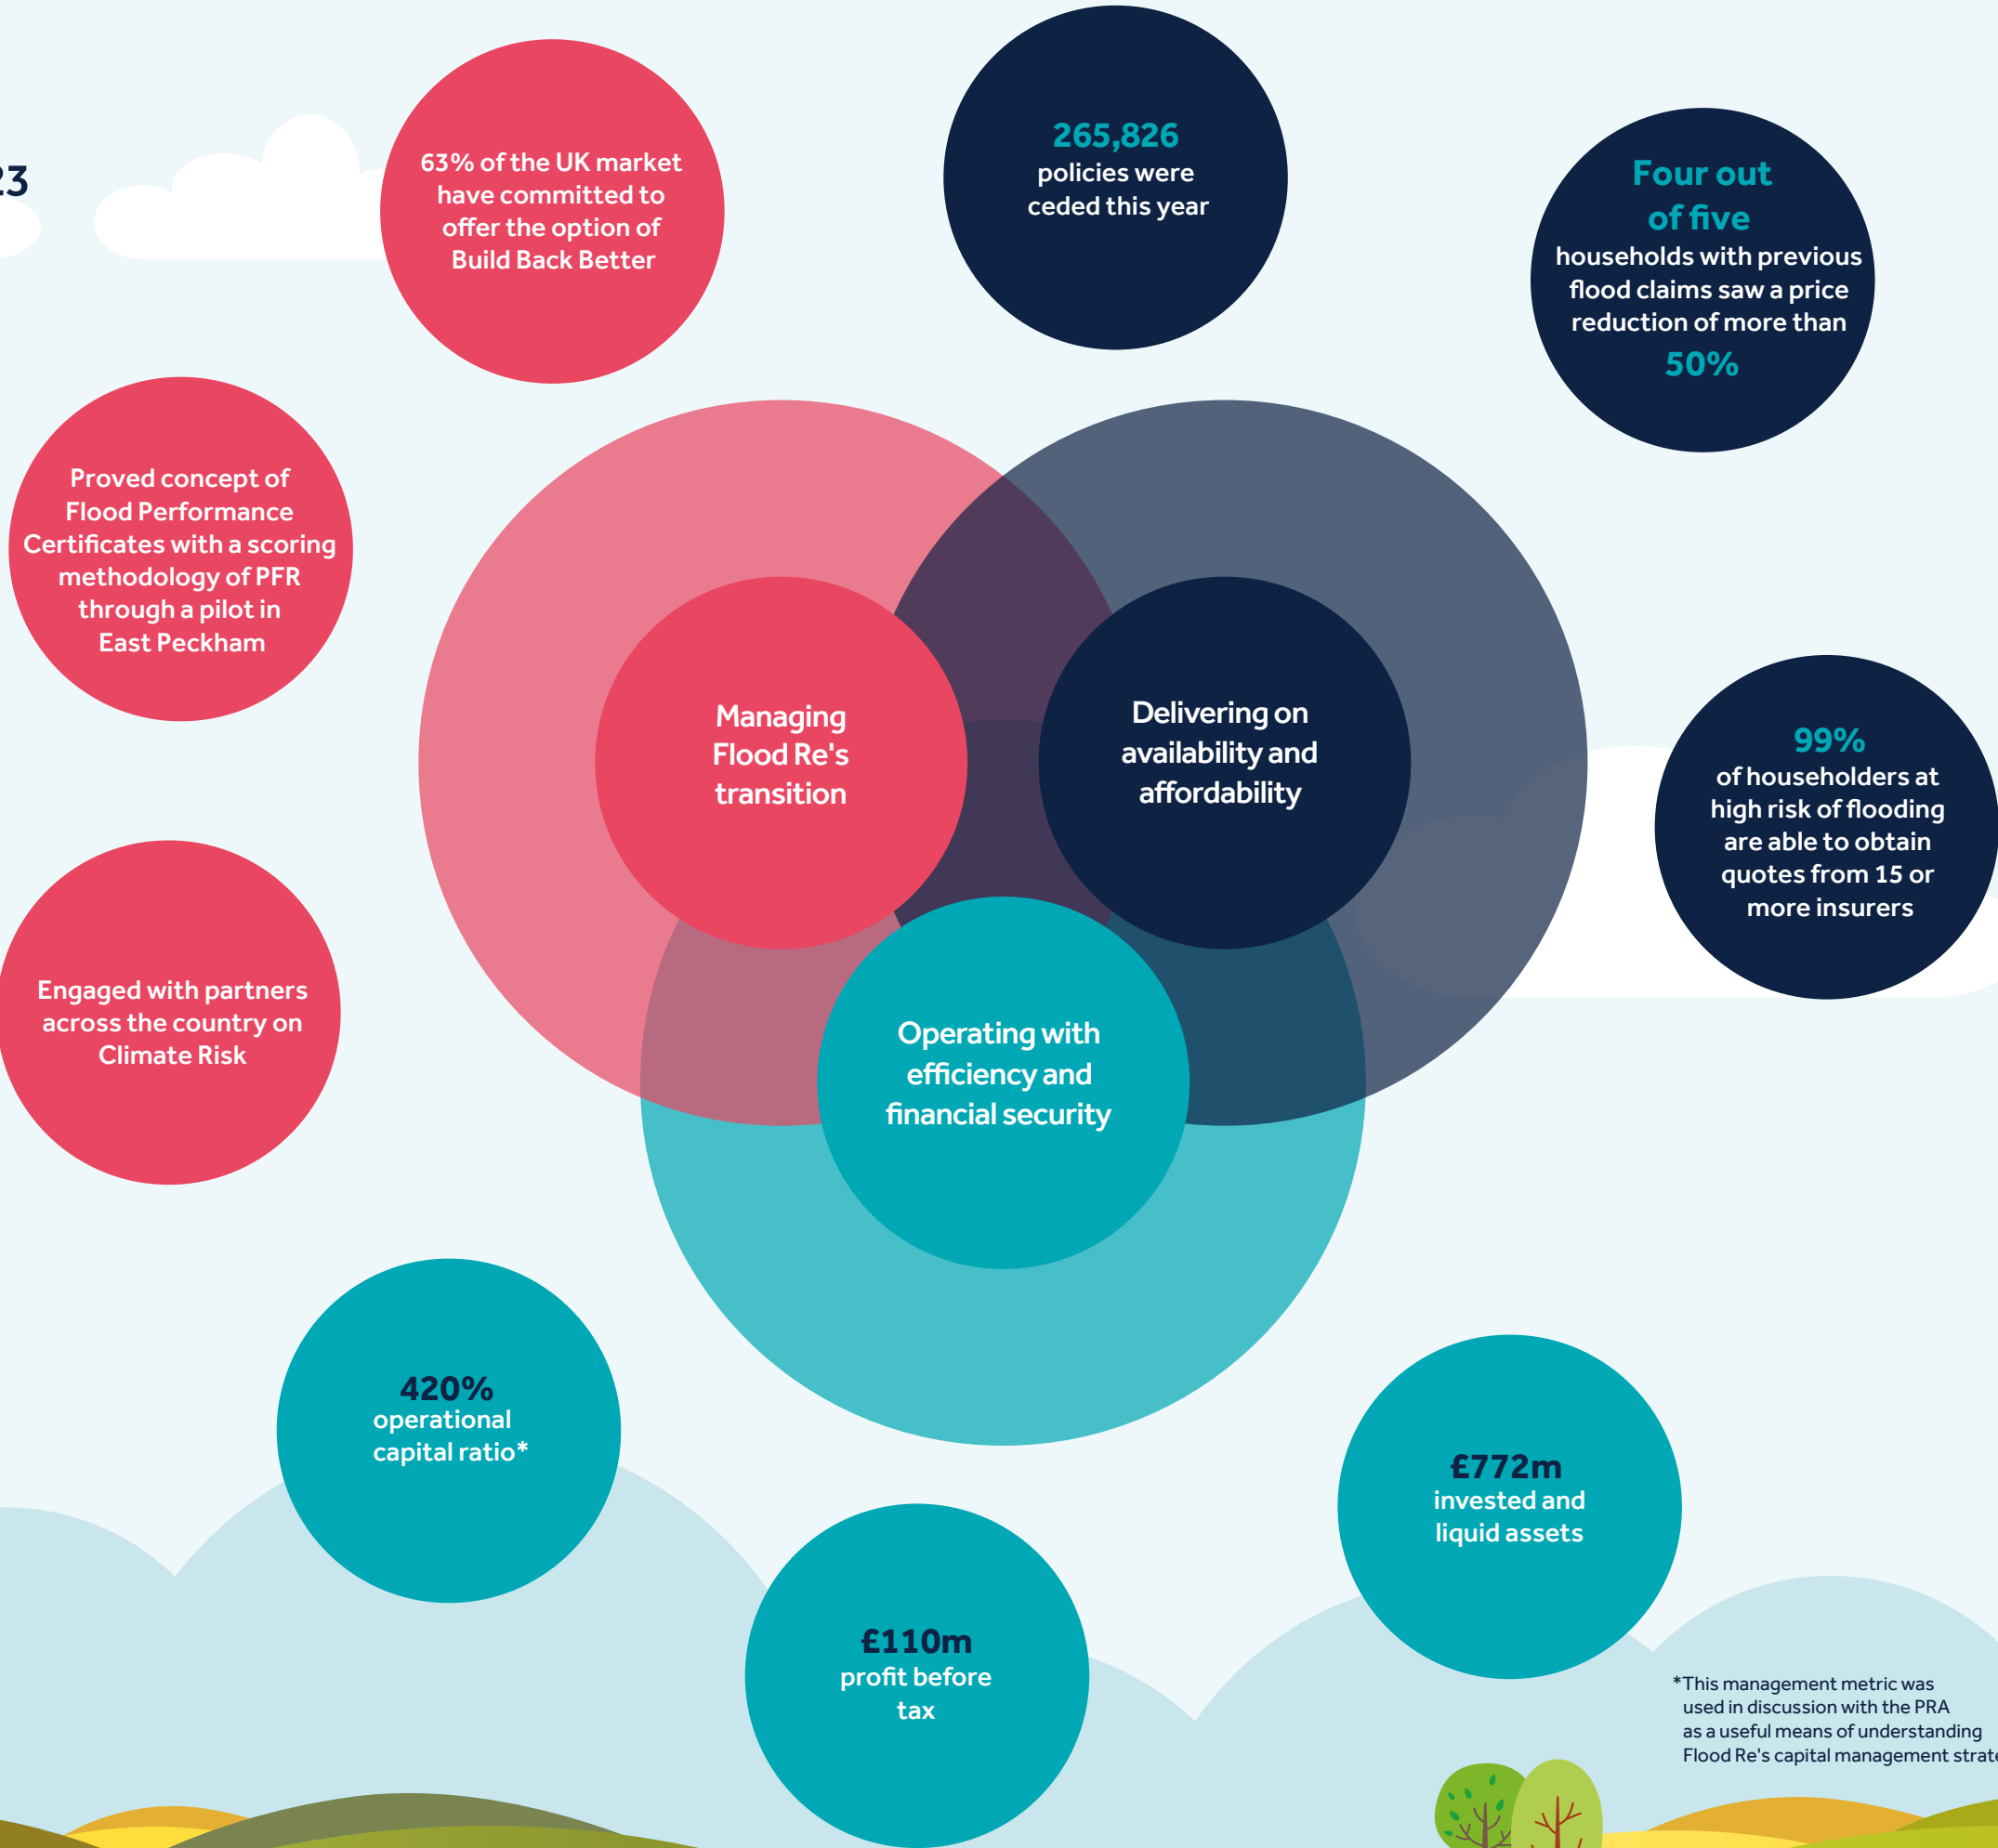 63% of the UK market
have committed to
offer the option of
Build Back Better
265,826
policies were
ceded this year
Four out
of five
households with previous
flood claims saw a price
reduction of more than
50%
Proved concept of
Flood Performance
Certificates with a scoring
methodology of PFR
through a pilot in
East Peckham
Managing
Flood Re's
transition
Delivering on
availability and
affordability
99%
of householders at
high risk of flooding
are able to obtain
quotes from 15 or
more insurers
Engaged with partners
across the country on
Climate Risk
Operating with
efficiency and
financial security
420%
operational
capital ratio*
£772m
invested and
liquid assets
£110m
profit before
tax
*This management metric was
used in discussion with the PRA
as a useful means of understanding
Flood Re's capital management